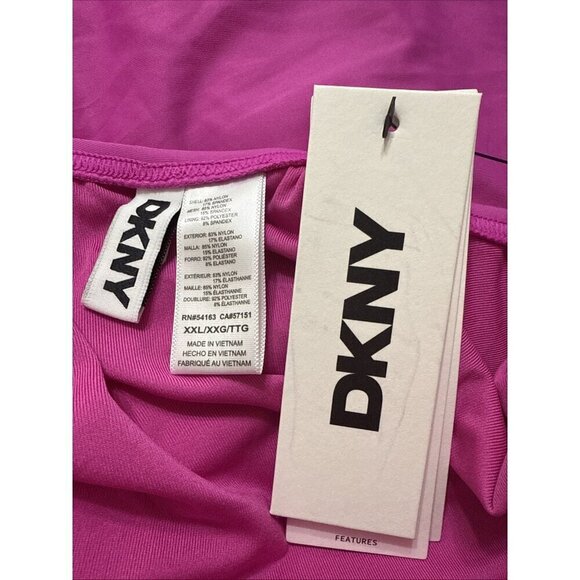 DKNY
SHELL: 83% NYLON
17% SPANDEX
MESH: 85% NYLON
15% SPANDEX
LINING: 92% POLYESTER
8% SPANDEX
EXTERIOR: 83% NYLON
17% ELASTANO
MALLA: 85% NYLON
15% ELASTANO
FORRO: 92% POLIESTER
8% ELASTANO
EXTÉRIEUR: 83% NYLON
17% ÉLASTHANNE
MAILLE: 85% NYLON
15% ÉLASTHANNE
DOUBLURE: 92% POLYESTER
8% ÉLASTHANNE
RN#54163 CA#57151
XXL/XXG/TTG
MADE IN VIETNAM
HECHO EN VIETNAM
FABRIQUÉ AU VIETNAM
DKNY
FEATURES